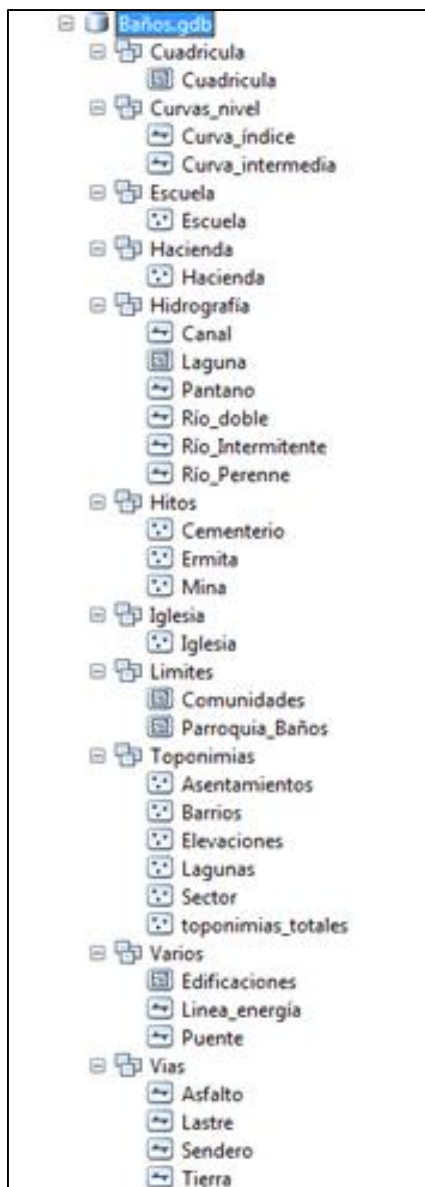 Baños.gdb
Cuadricula
Cuadricula
Curvas_nivel
Curva_índice
Curva_intermedia
Escuela
Escuela
Hacienda
Hacienda
Hidrografía
Canal
Laguna
Pantano
Río_doble
Río_Intermitente
Río_Perenne
Hitos
Cementerio
Ermita
Mina
Iglesia
Iglesia
Limites
Comunidades
Parroquia_Baños
Toponimias
Asentamientos
Barrios
Elevaciones
Lagunas
Sector
toponimias_totales
Varios
Edificaciones
Linea_energía
Puente
Vias
Asfalto
Lastre
Sendero
Tierra